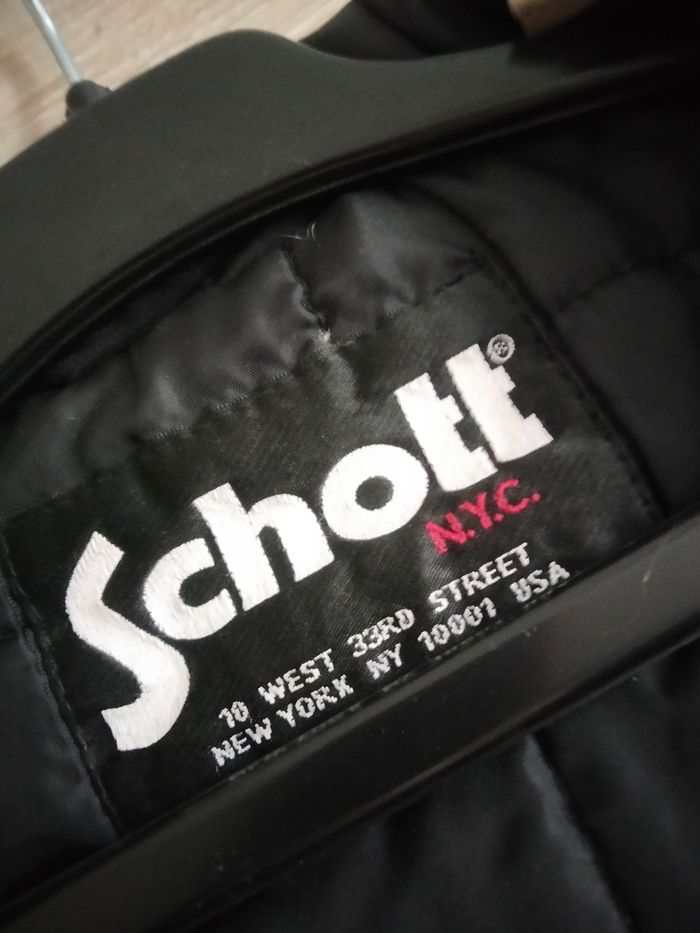 Schott®
N.Y.C.
10 WEST 33RD STREET
NEW YORK NY 10001 USA